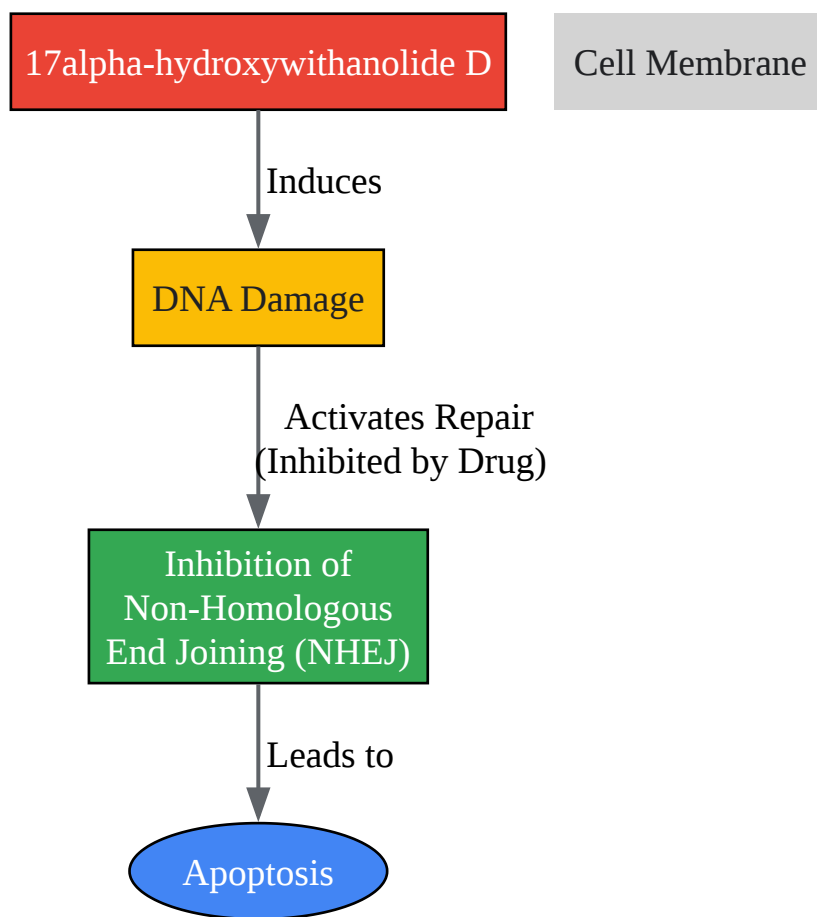 17alpha-hydroxywithanolide D
Cell Membrane
Induces
DNA Damage
Activates Repair
(Inhibited by Drug)
Inhibition of
Non-Homologous
End Joining (NHEJ)
Leads to
Apoptosis